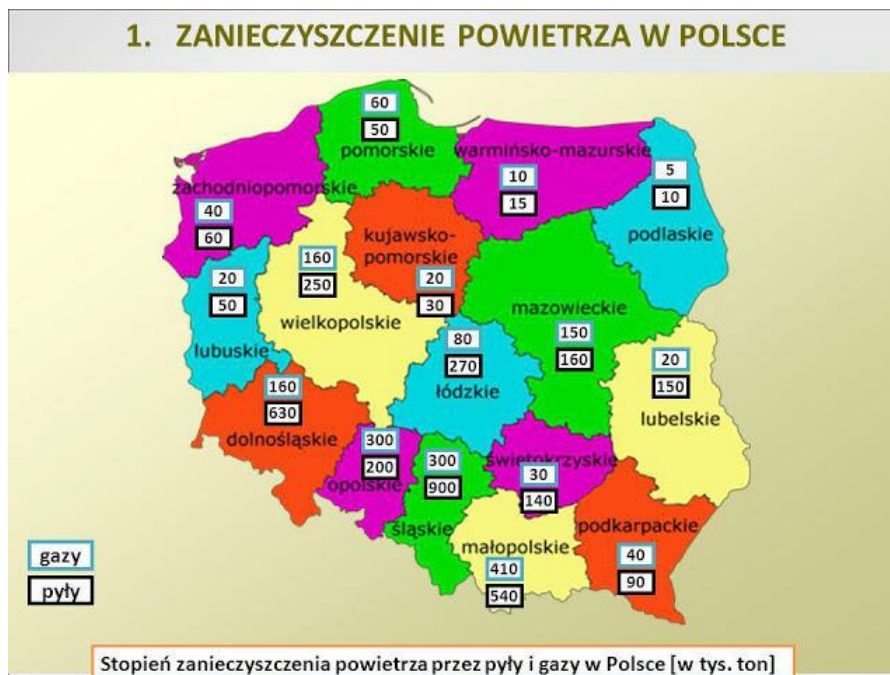 1. ZANIECZYSZCZENIE POWIETRZA W POLSCE
60
50
pomorskie
warmińsko-mazurskie
10
15
5
10
podlaskie
zachodniopomorskie
40
60
kujawsko-
pomorskie
20
30
160
250
wielkopolskie
20
50
lubuskie
mazowieckie
150
160
80
270
łódzkie
20
150
lubelskie
160
630
dolnośląskie
300
200
opolskie
300
900
śląskie
świętokrzyskie
30
140
podkarpackie
40
90
małopolskie
410
540
gazy
pyły
Stopień zanieczyszczenia powietrza przez pyły i gazy w Polsce [w tys. ton]